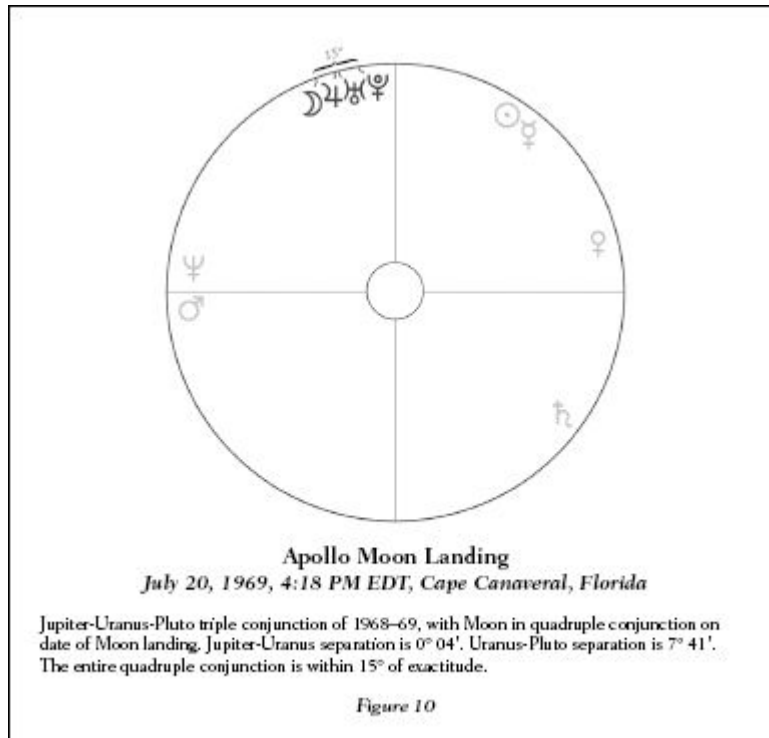 15°
Apollo Moon Landing
July 20, 1969, 4:18 PM EDT, Cape Canaveral, Florida
Jupiter-Uranus-Pluto triple conjunction of 1968–69, with Moon in quadruple conjunction on
date of Moon landing. Jupiter-Uranus separation is 0° 04'. Uranus-Pluto separation is 7° 41'.
The entire quadruple conjunction is within 15° of exactitude.
Figure 10